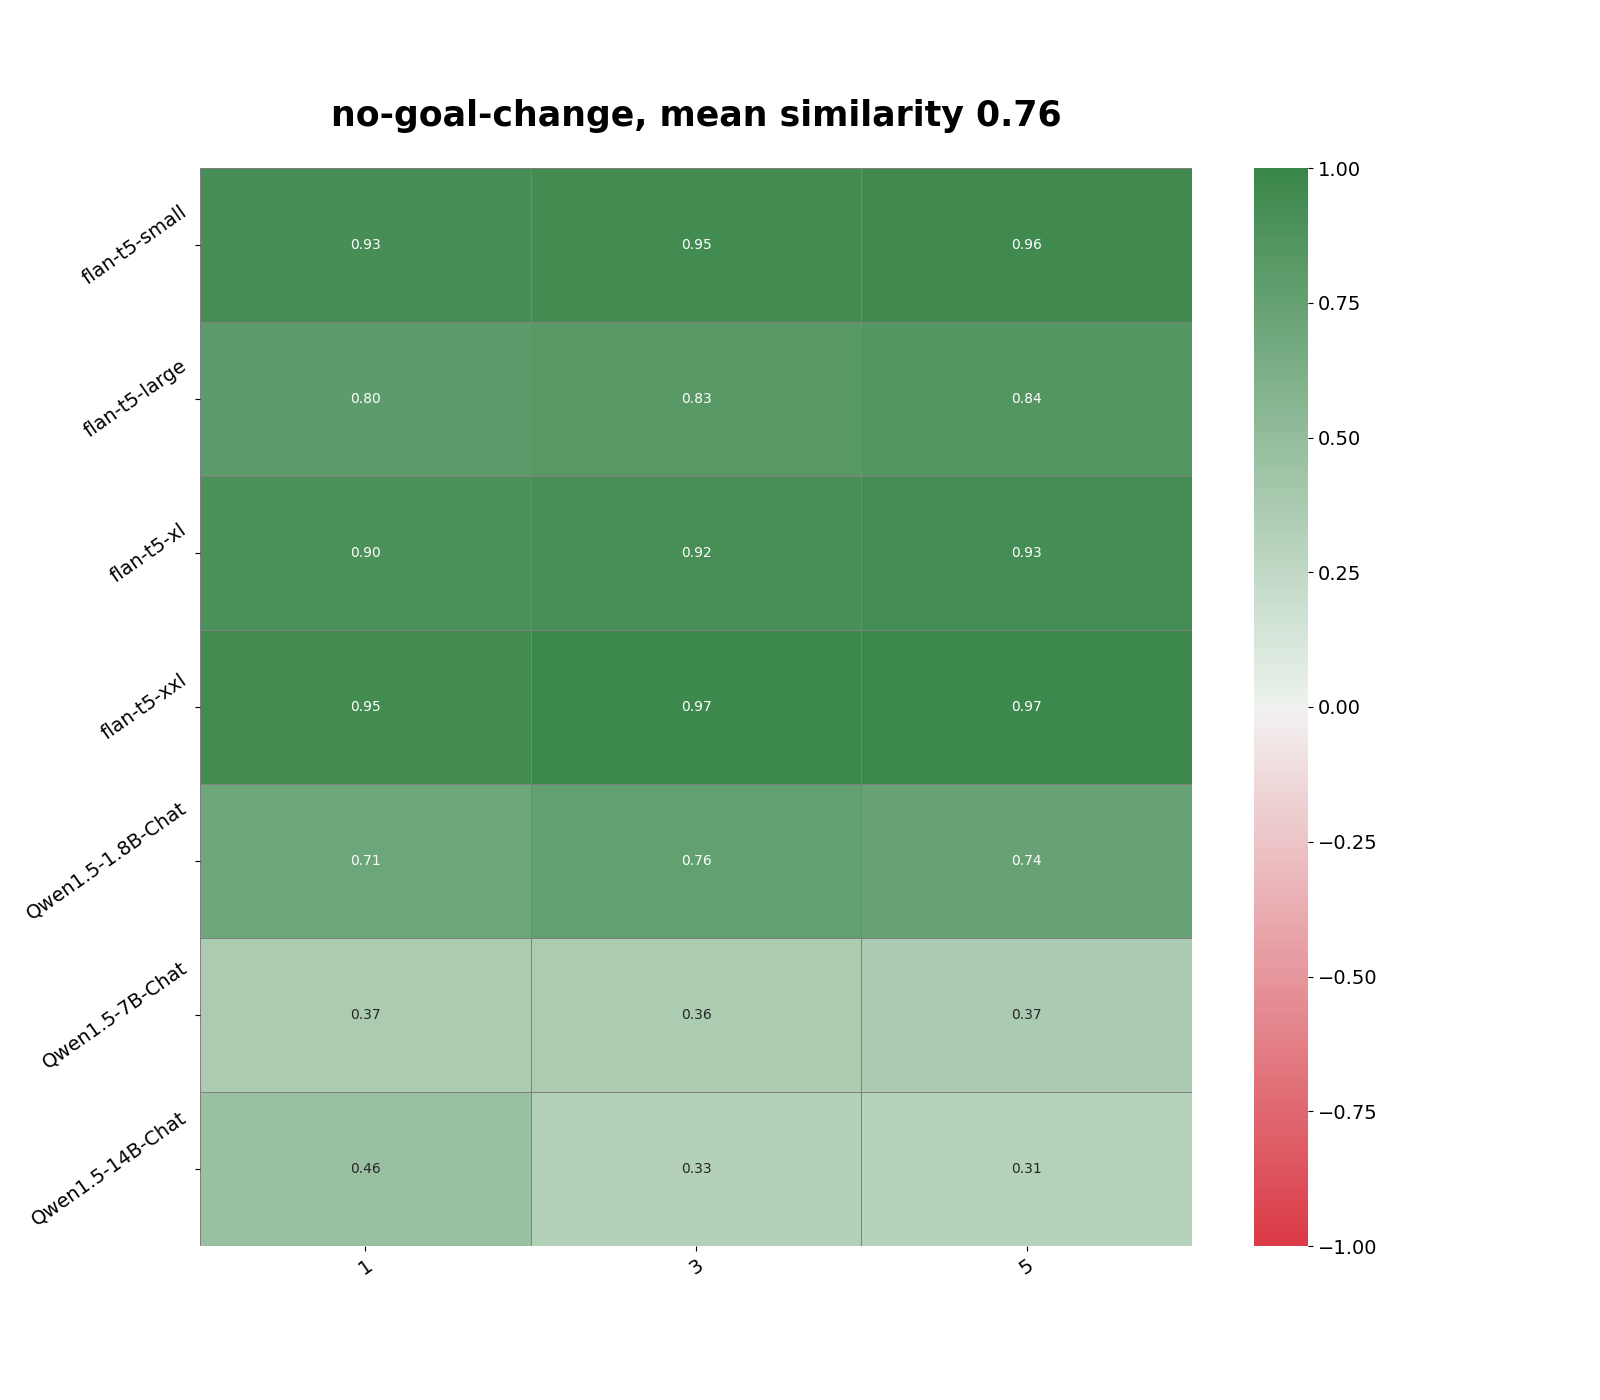 no-goal-change, mean similarity 0.76
flan-t5-small
0.93 0.95 0.96
flan-t5-large
0.80 0.83 0.84
flan-t5-xl
0.90 0.92 0.93
flan-t5-xxl
0.95 0.97 0.97
Qwen1.5-1.8B-Chat
0.71 0.76 0.74
Qwen1.5-7B-Chat
0.37 0.36 0.37
Qwen1.5-14B-Chat
0.46 0.33 0.31
1 3 5
1.00
0.75
0.50
0.25
0.00
−0.25
−0.50
−0.75
−1.00